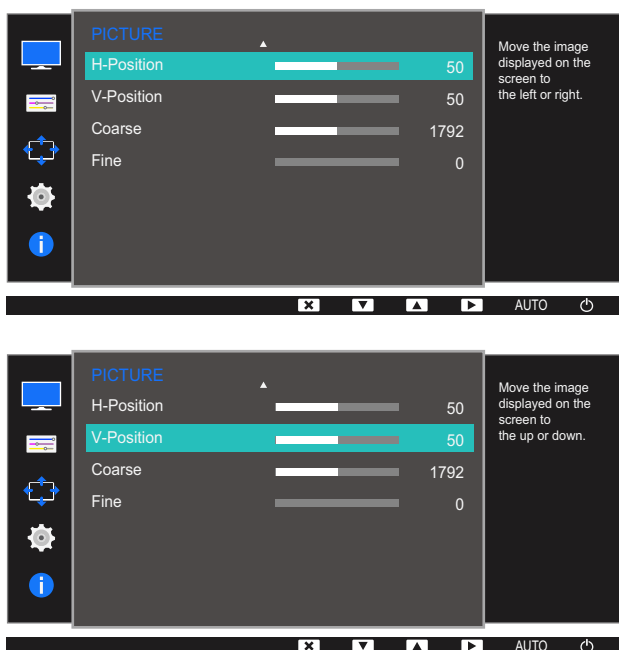 PICTURE
H-Position 50
V-Position 50
Coarse 1792
Fine 0
Move the image
displayed on the
screen to
the left or right.
AUTO
PICTURE
H-Position 50
V-Position 50
Coarse 1792
Fine 0
Move the image
displayed on the
screen to
the up or down.
AUTO